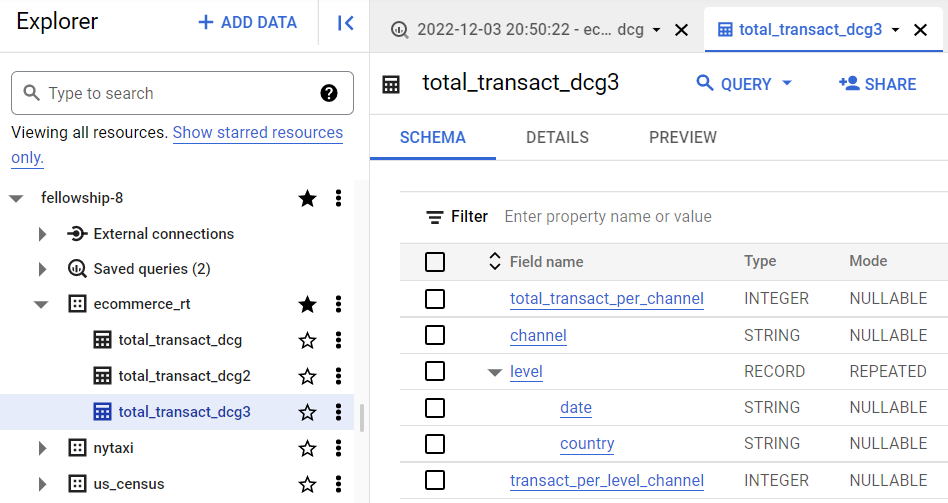 Explorer
+ ADD DATA
Type to search
?
Viewing all resources. Show starred resources
only.
fellowship-8
External connections
Saved queries (2)
ecommerce_rt
total_transact_dcg
total_transact_dcg2
total_transact_dcg3
nytaxi
us_census
2022-12-03 20:50:22 - ec... dcg
total_transact_dcg3
total_transact_dcg3
QUERY
SHARE
SCHEMA DETAILS PREVIEW
Filter Enter property name or value
Field name Type Mode
total_transact_per_channel INTEGER NULLABLE
channel STRING NULLABLE
level RECORD REPEATED
date STRING NULLABLE
country STRING NULLABLE
transact_per_level_channel INTEGER NULLABLE